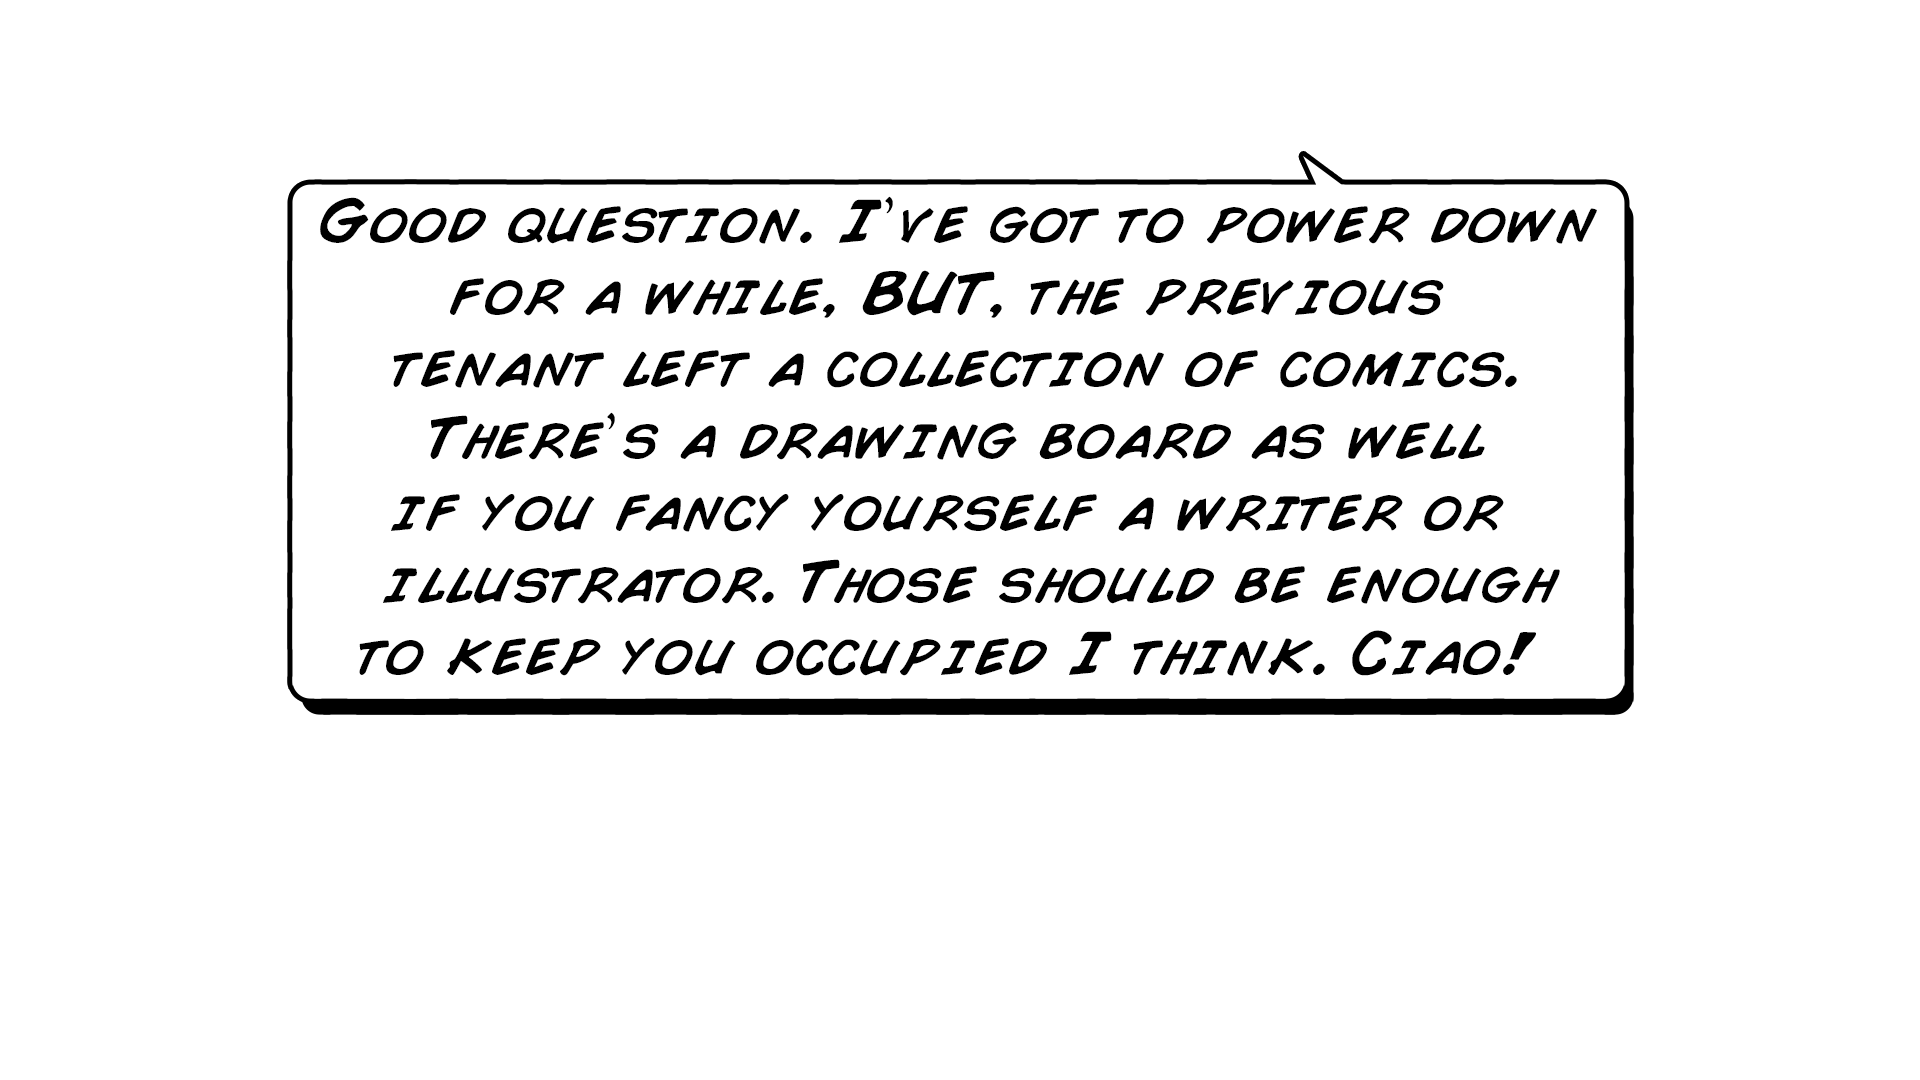 Good question. I've got to power down
for a while, BUT, the previous
tenant left a collection of comics.
There's a drawing board as well
if you fancy yourself a writer or
illustrator. Those should be enough
to keep you occupied I think. Ciao!